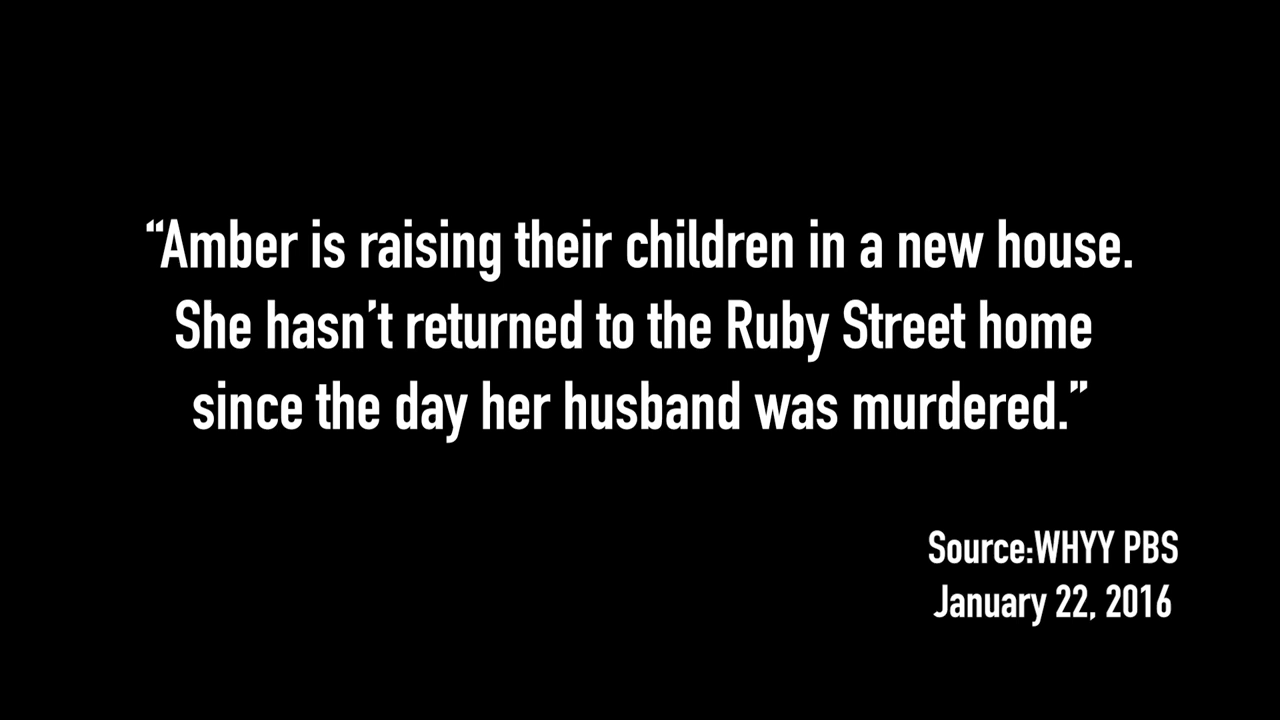 “Amber is raising their children in a new house.
She hasn’t returned to the Ruby Street home
since the day her husband was murdered.”
Source:WHYY PBS
January 22, 2016